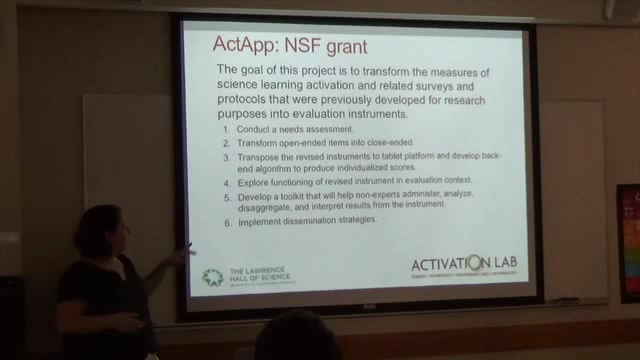 ActApp: NSF grant
The goal of this project is to transform the measures of
science learning activation and related surveys and
protocols that were previously developed for research
purposes into evaluation instruments.
1. Conduct a needs assessment.
2. Transform open-ended items into close-ended.
3. Transpose the revised instruments to tablet platform and develop back-
end algorithm to produce individualized scores.
4. Explore functioning of revised instrument in evaluation context.
5. Develop a toolkit that will help non-experts administer, analyze,
disaggregate, and interpret results from the instrument.
6. Implement dissemination strategies.
THE LAWRENCE
HALL OF SCIENCE
ACTIVATION LAB